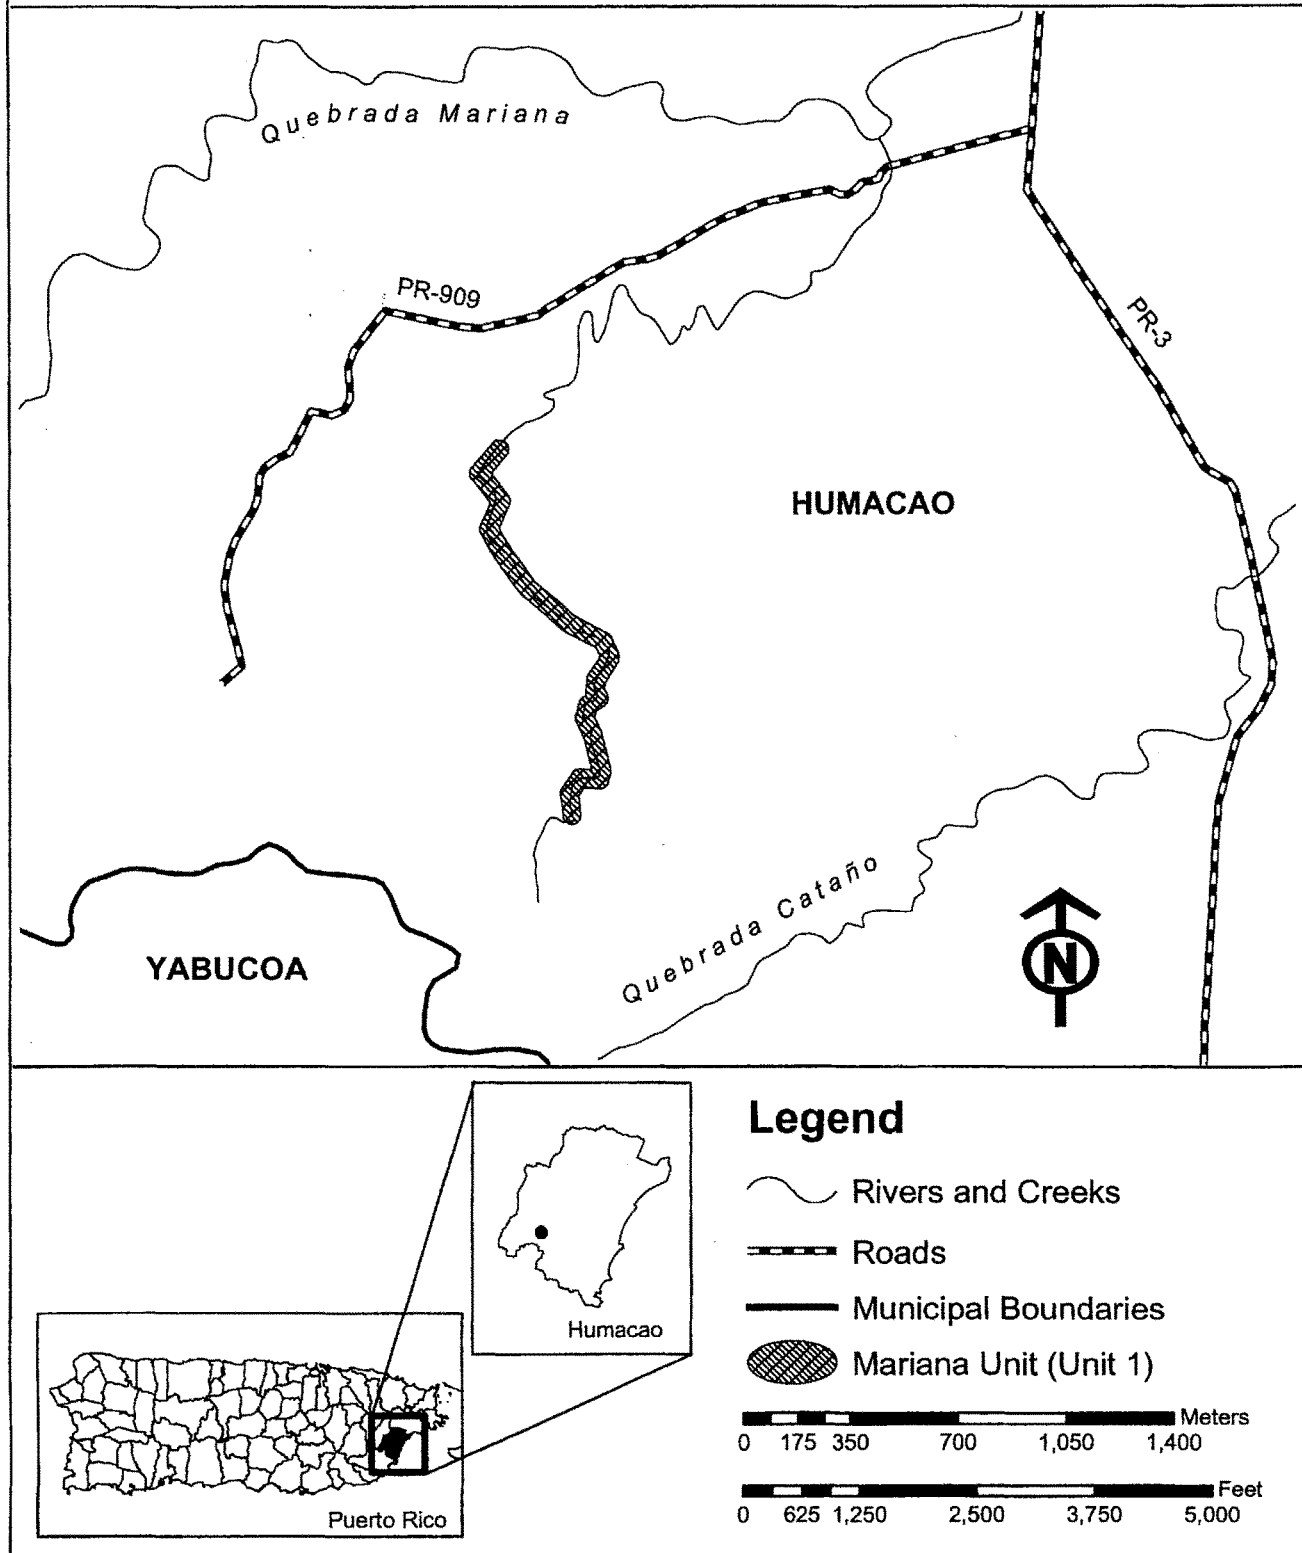 Quebrada Mariana
PR-909
PR-3
HUMACAO
Quebrada Cataño
YABUCOA
N
Legend
Rivers and Creeks
Roads
Municipal Boundaries
Mariana Unit (Unit 1)
Meters
0 175 350 700 1,050 1,400
Feet
0 625 1,250 2,500 3,750 5,000
Humacao
Puerto Rico